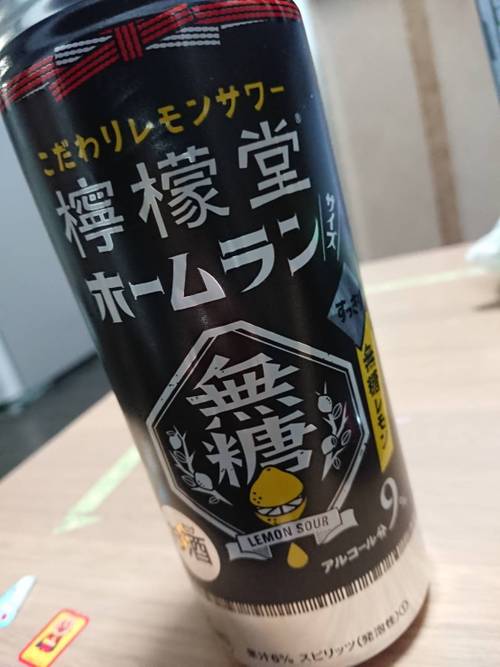 こだわりレモンサワー
檸檬堂
ホームラン
サイズ
すっきり
無糖レモン
無糖
LEMON SOUR
アルコール分9%
酒
果汁6% スピリッツ(発泡性)①